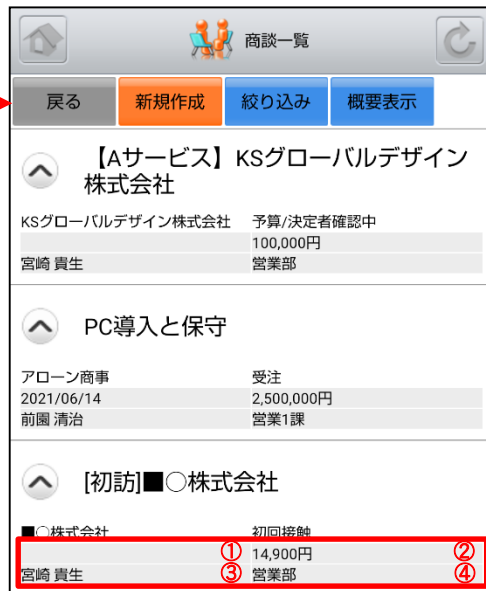 商談一覧
戻る 新規作成 絞り込み 概要表示
【Aサービス】KSグローバルデザイン
株式会社
KSグローバルデザイン株式会社 予算/決定者確認中
100,000円
宮崎 貴生 営業部
PC導入と保守
アローン商事 受注
2021/06/14 2,500,000円
前園 清治 営業1課
[初訪]■○株式会社
■○株式会社 初回接触
① 14,900円 ②
宮崎 貴生 ③ 営業部 ④